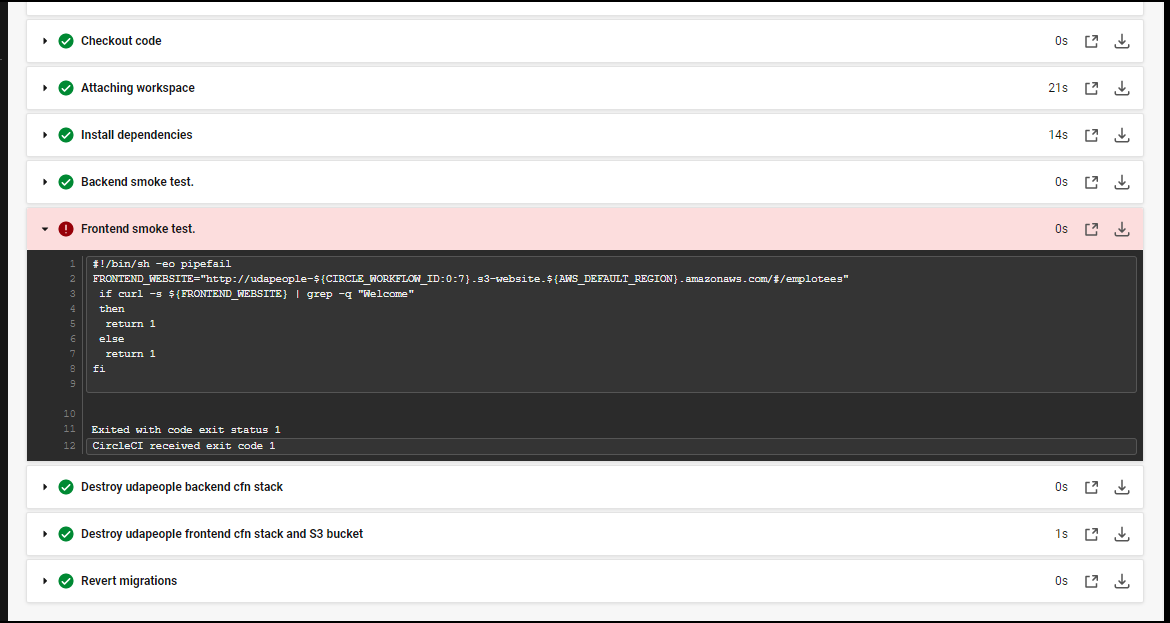 Checkout code 0s
Attaching workspace 21s
Install dependencies 14s
Backend smoke test. 0s
Frontend smoke test. 0s
1 #!/bin/sh -eo pipefail
2 FRONTEND_WEBSITE="http://udapeople-${CIRCLE_WORKFLOW_ID:0:7}.s3-website.${AWS_DEFAULT_REGION}.amazonaws.com/#/emplotees"
3 if curl -s ${FRONTEND_WEBSITE} | grep -q "Welcome"
4 then
5 return 1
6 else
7 return 1
8 fi
9
10
11 Exited with code exit status 1
12 CircleCI received exit code 1
Destroy udapeople backend cfn stack 0s
Destroy udapeople frontend cfn stack and S3 bucket 1s
Revert migrations 0s